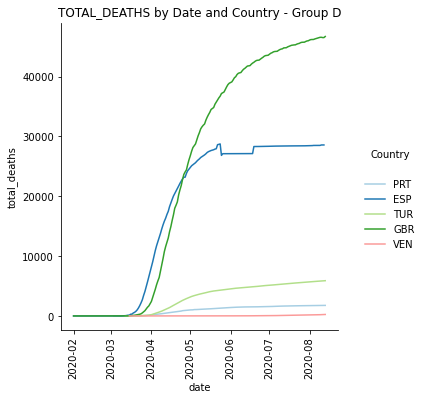 TOTAL_DEATHS by Date and Country - Group D
total_deaths
40000
30000
20000
10000
0
2020-02
2020-03
2020-04
2020-05
2020-06
2020-07
2020-08
date
Country
PRT
ESP
TUR
GBR
VEN